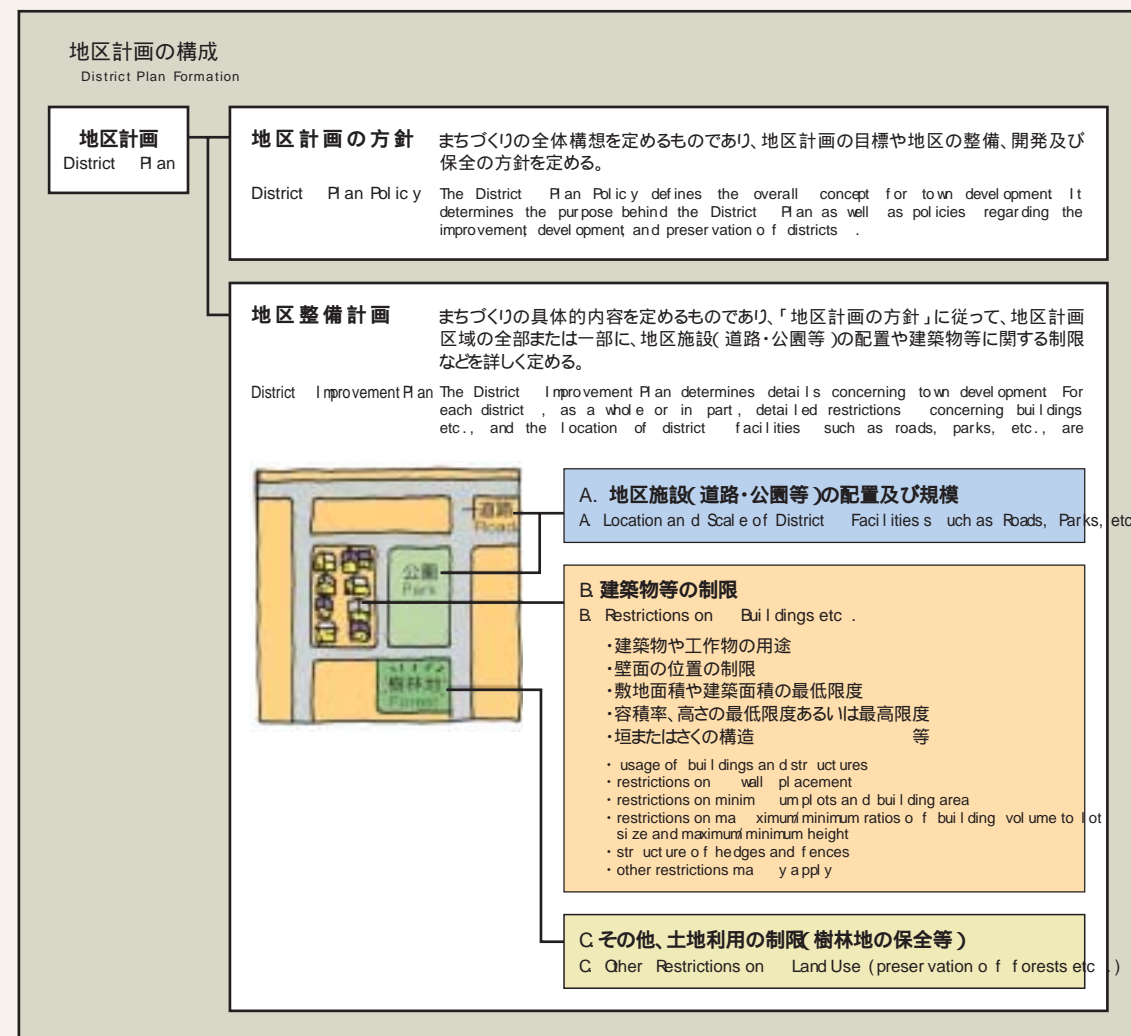 地区計画の構成
District Plan Formation
地区計画
District Plan
地区計画の方針
まちづくりの全体構想を定めるものであり、地区計画の目標や地区の整備、開発及び
保全の方針を定める。
District Plan Policy
The District Plan Policy defines the overall concept for town development It
determines the purpose behind the District Plan as well as policies regarding the
improvement, development, and preservation of districts .
地区整備計画
まちづくりの具体的内容を定めるものであり、「地区計画の方針」に従って、地区計画
区域の全部または一部に、地区施設(道路・公園等)の配置や建築物等に関する制限
などを詳しく定める。
District Improvement Plan
The District Improvement Plan determines details concerning town development For
each district , as a whole or in part, detailed restrictions concerning buildings
etc., and the location of district facilities such as roads, parks, etc., are
道路
Road
公園
Park
樹林地
Forest
A. 地区施設(道路・公園等)の配置及び規模
A. Location and Scale of District Facilities such as Roads, Parks, etc
B. 建築物等の制限
B. Restrictions on Buildings etc .
・建築物や工作物の用途
・壁面の位置の制限
・敷地面積や建築面積の最低限度
・容積率、高さの最低限度あるいは最高限度
・垣またはさくの構造 等
・ usage of buildings and structures
・ restrictions on wall placement
・ restrictions on minimum plots and building area
・ restrictions on maximum/minimum ratios of building volume to lot
size and maximum/minimum height
・ structure of hedges and fences
・ other restrictions may apply
C. その他、土地利用の制限(樹林地の保全等)
C. Other Restrictions on Land Use (preservation of forests etc .)